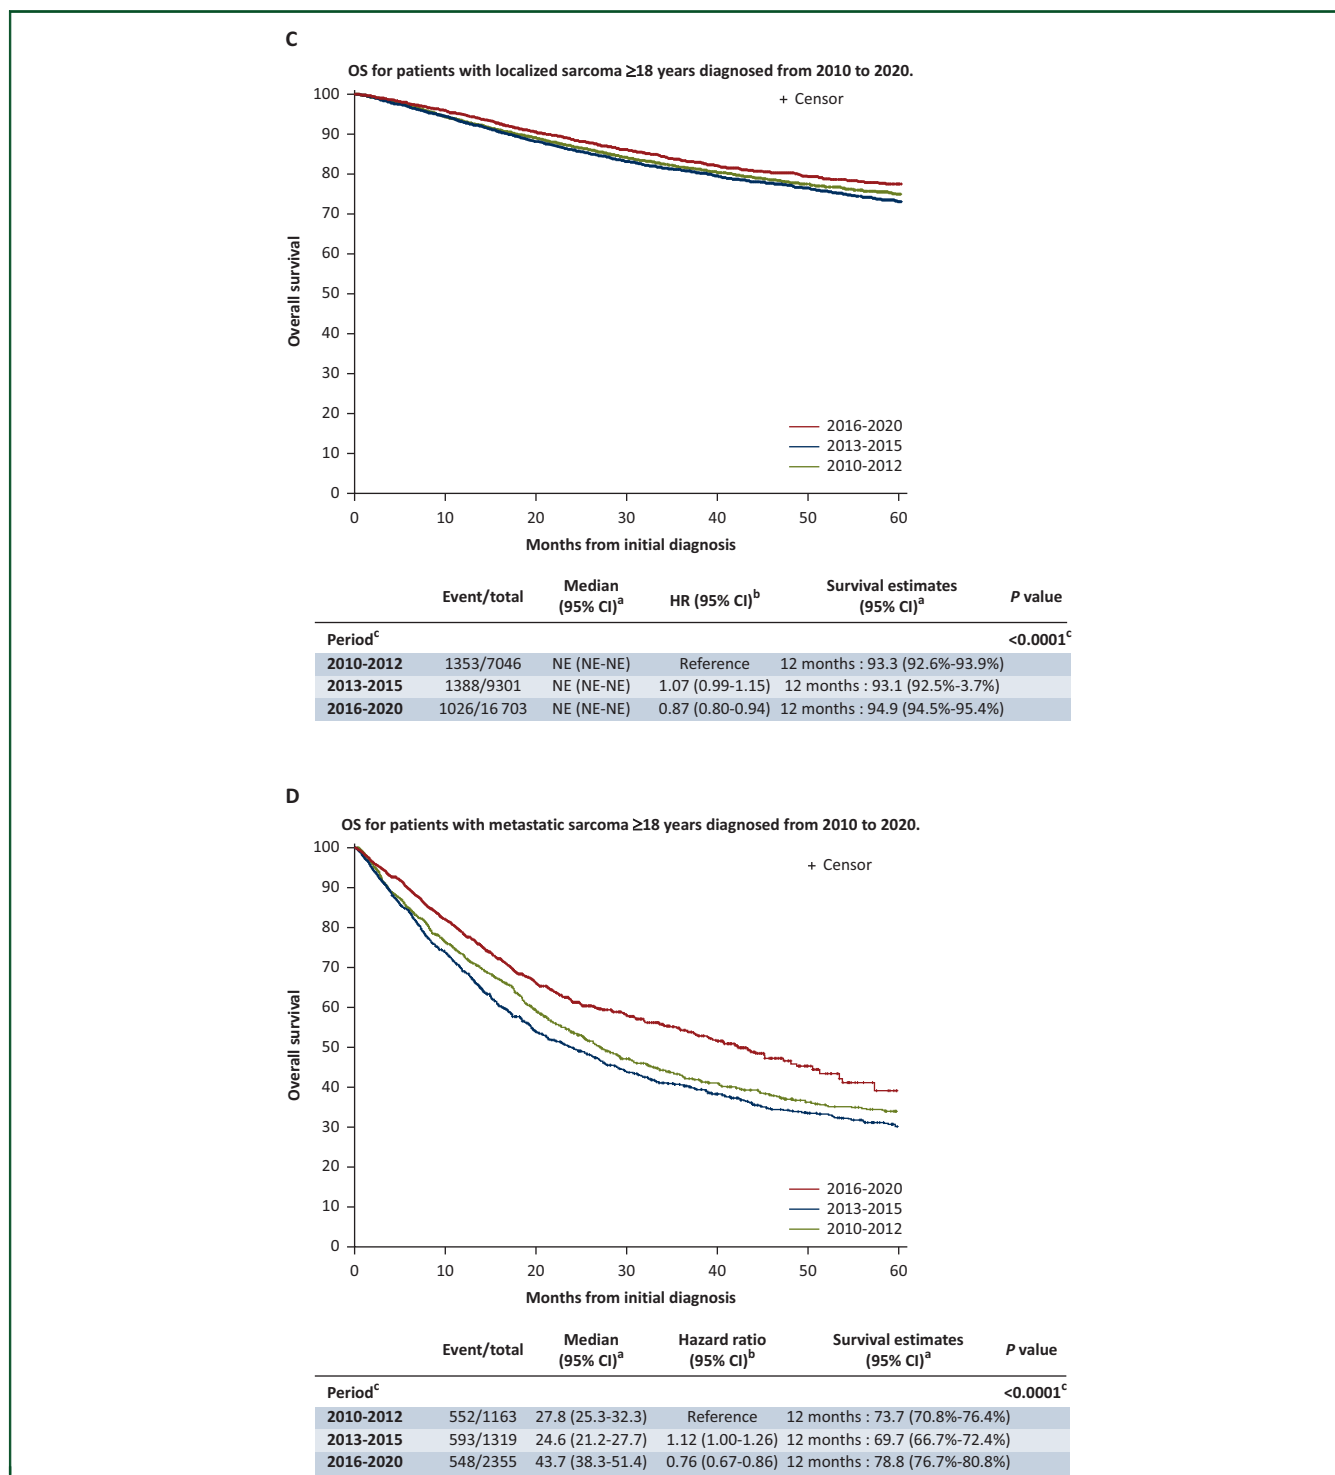 C
OS for patients with localized sarcoma ≥18 years diagnosed from 2010 to 2020.
+ Censor
100
90
80
70
60
50
40
30
20
10
0
Overall survival
2016-2020
2013-2015
2010-2012
0 10 20 30 40 50 60
Months from initial diagnosis
Event/total Median (95% CI)a HR (95% CI)b Survival estimates (95% CI)a P value
Periodc <0.0001c
2010-2012 1353/7046 NE (NE-NE) Reference 12 months : 93.3 (92.6%-93.9%)
2013-2015 1388/9301 NE (NE-NE) 1.07 (0.99-1.15) 12 months : 93.1 (92.5%-3.7%)
2016-2020 1026/16 703 NE (NE-NE) 0.87 (0.80-0.94) 12 months : 94.9 (94.5%-95.4%)
D
OS for patients with metastatic sarcoma ≥18 years diagnosed from 2010 to 2020.
+ Censor
100
90
80
70
60
50
40
30
20
10
0
Overall survival
2016-2020
2013-2015
2010-2012
0 10 20 30 40 50 60
Months from initial diagnosis
Event/total Median (95% CI)a Hazard ratio (95% CI)b Survival estimates (95% CI)a P value
Periodc <0.0001c
2010-2012 552/1163 27.8 (25.3-32.3) Reference 12 months : 73.7 (70.8%-76.4%)
2013-2015 593/1319 24.6 (21.2-27.7) 1.12 (1.00-1.26) 12 months : 69.7 (66.7%-72.4%)
2016-2020 548/2355 43.7 (38.3-51.4) 0.76 (0.67-0.86) 12 months : 78.8 (76.7%-80.8%)